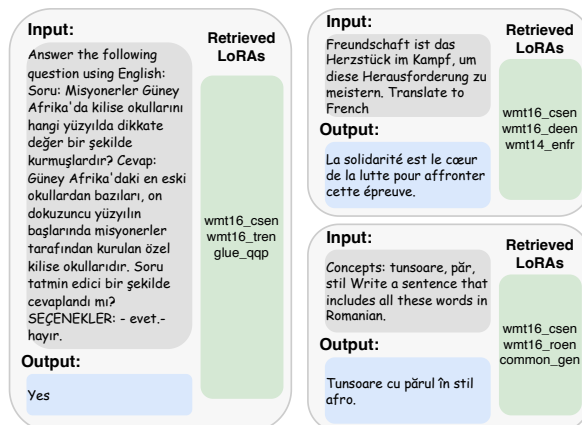 Input:
Answer the following
question using English:
Soru: Misyonerler Güney
Afrika'da kilise okullarını
hangi yüzyılda dikkate
değer bir şekilde
kurmuşlardır? Cevap:
Güney Afrika'daki en eski
okullardan bazıları, on
dokuzuncu yüzyılın
başlarında misyonerler
tarafından kurulan özel
kilise okullarıdır. Soru
tatmin edici bir şekilde
cevaplandı mı?
SEÇENEKLER: - evet.-
hayır.
Output:
Yes
Retrieved
LoRAs
wmt16_csen
wmt16_tren
glue_qqp
Input:
Freundschaft ist das
Herzstück im Kampf, um
diese Herausforderung zu
meistern. Translate to
French
Output:
La solidarité est le cœur
de la lutte pour affronter
cette épreuve.
Retrieved
LoRAs
wmt16_csen
wmt16_deen
wmt14_enfr
Input:
Concepts: tunsoare, păr,
stil Write a sentence that
includes all these words in
Romanian.
Output:
Tunsoare cu părul în stil
afro.
Retrieved
LoRAs
wmt16_csen
wmt16_roen
common_gen